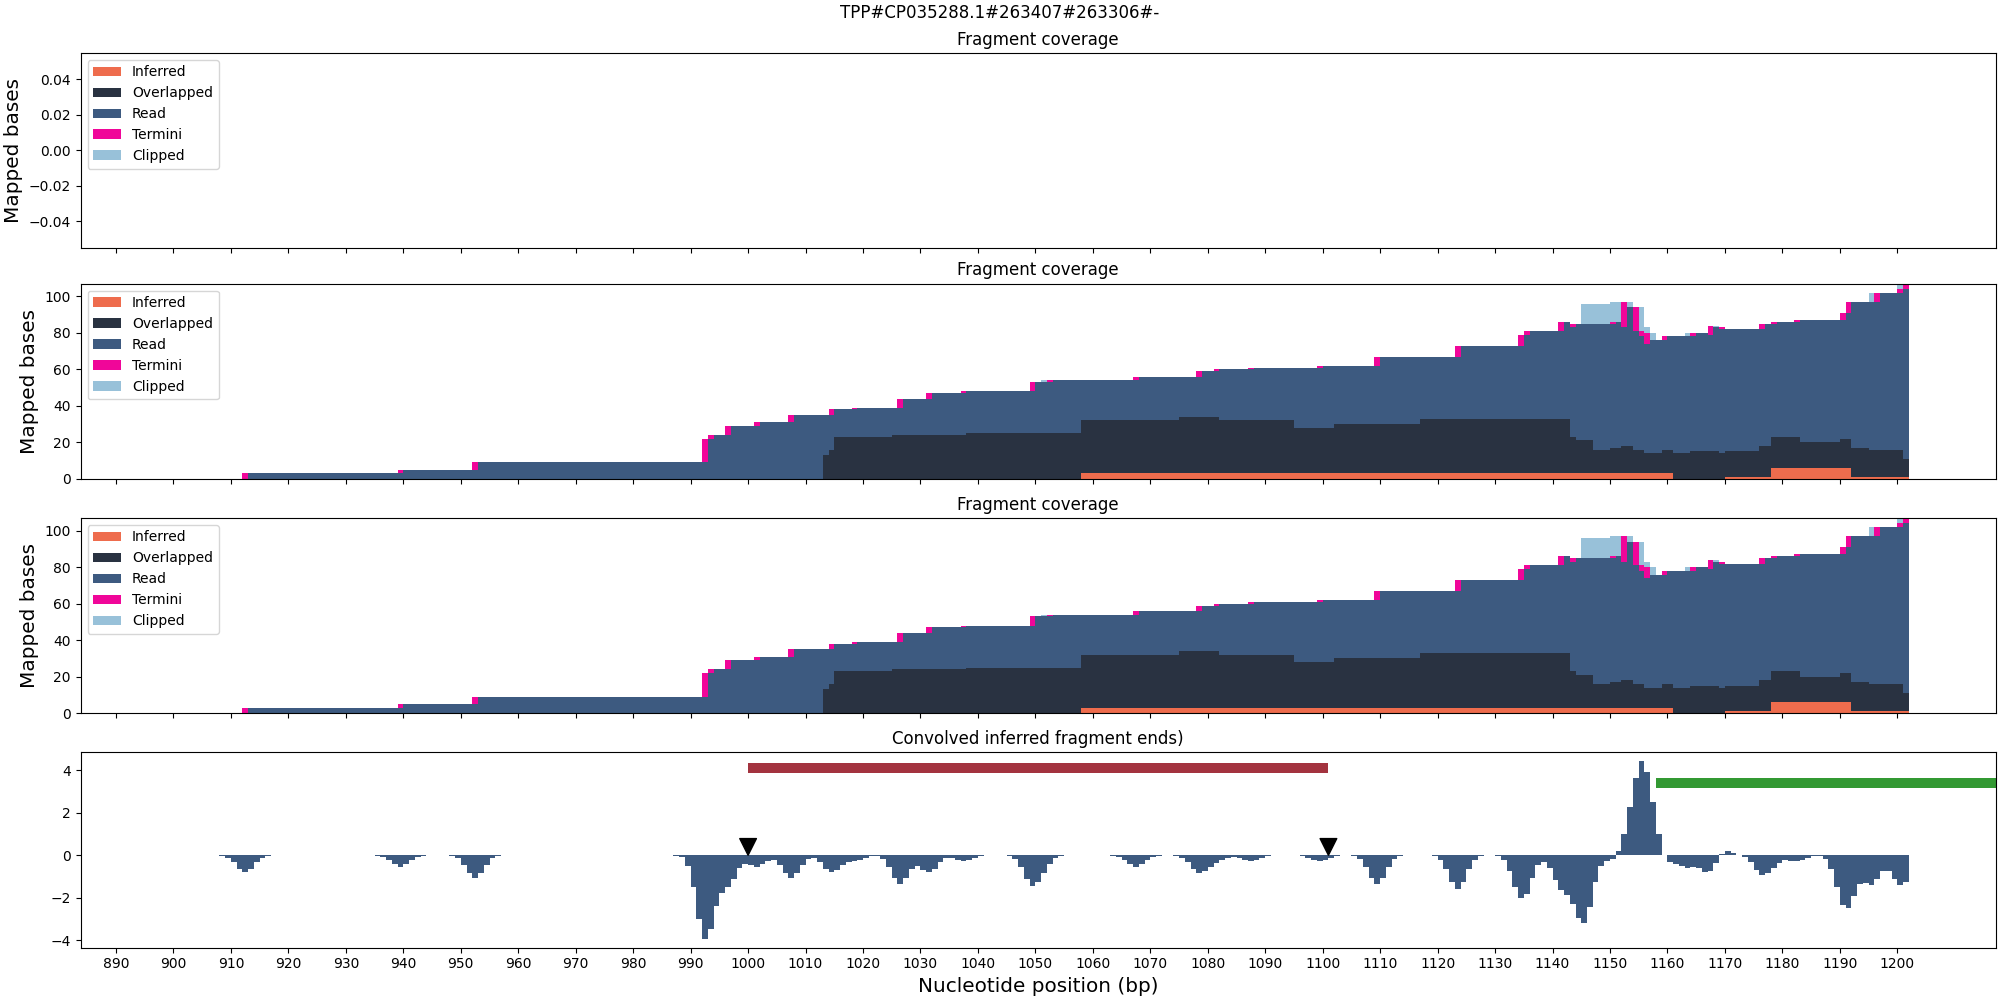 TPP#CP035288.1#263407#263306#-
Fragment coverage
Mapped bases
0.04
0.02
0.00
−0.02
−0.04
Inferred
Overlapped
Read
Termini
Clipped
Fragment coverage
Mapped bases
100
80
60
40
20
0
Inferred
Overlapped
Read
Termini
Clipped
Fragment coverage
Mapped bases
100
80
60
40
20
0
Inferred
Overlapped
Read
Termini
Clipped
Convolved inferred fragment ends)
4
2
0
−2
−4
890 900 910 920 930 940 950 960 970 980 990 1000 1010 1020 1030 1040 1050 1060 1070 1080 1090 1100 1110 1120 1130 1140 1150 1160 1170 1180 1190 1200
Nucleotide position (bp)